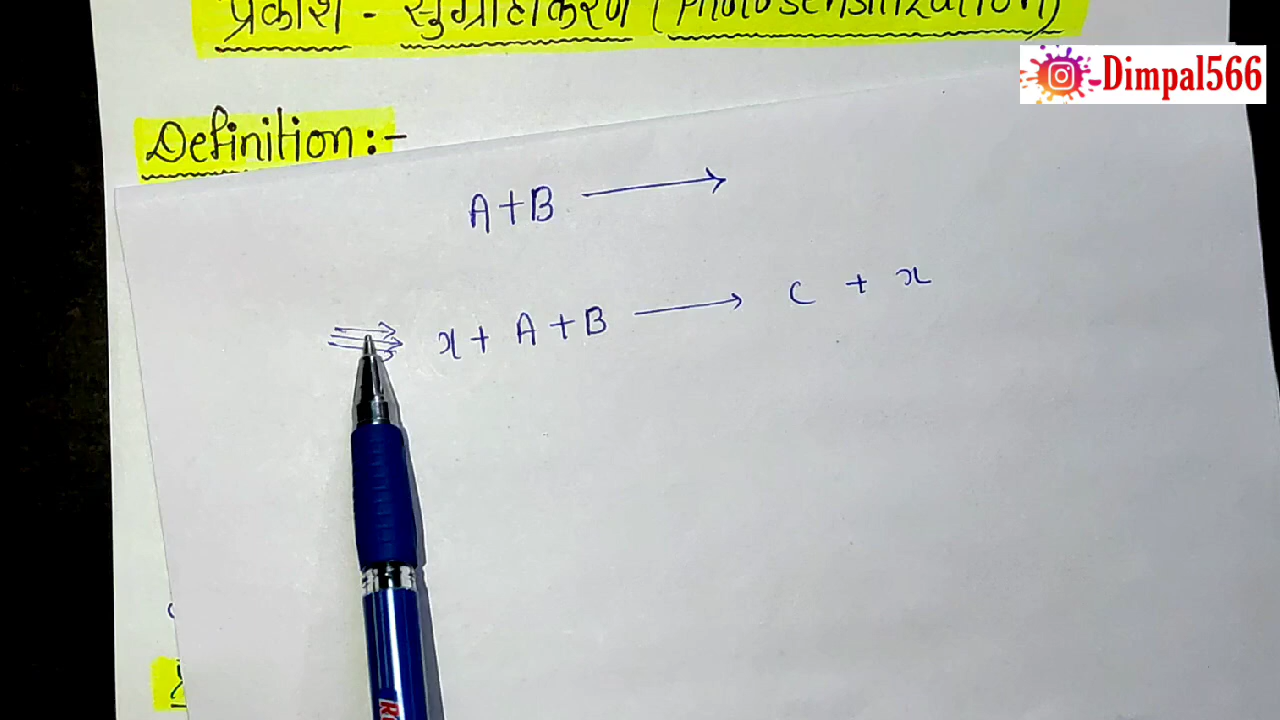 प्रकाश - सुग्राहीकरण (Photosensitization)
-Dimpal566
Definition :-
A+B ⟶
x + A + B ⟶ C + x